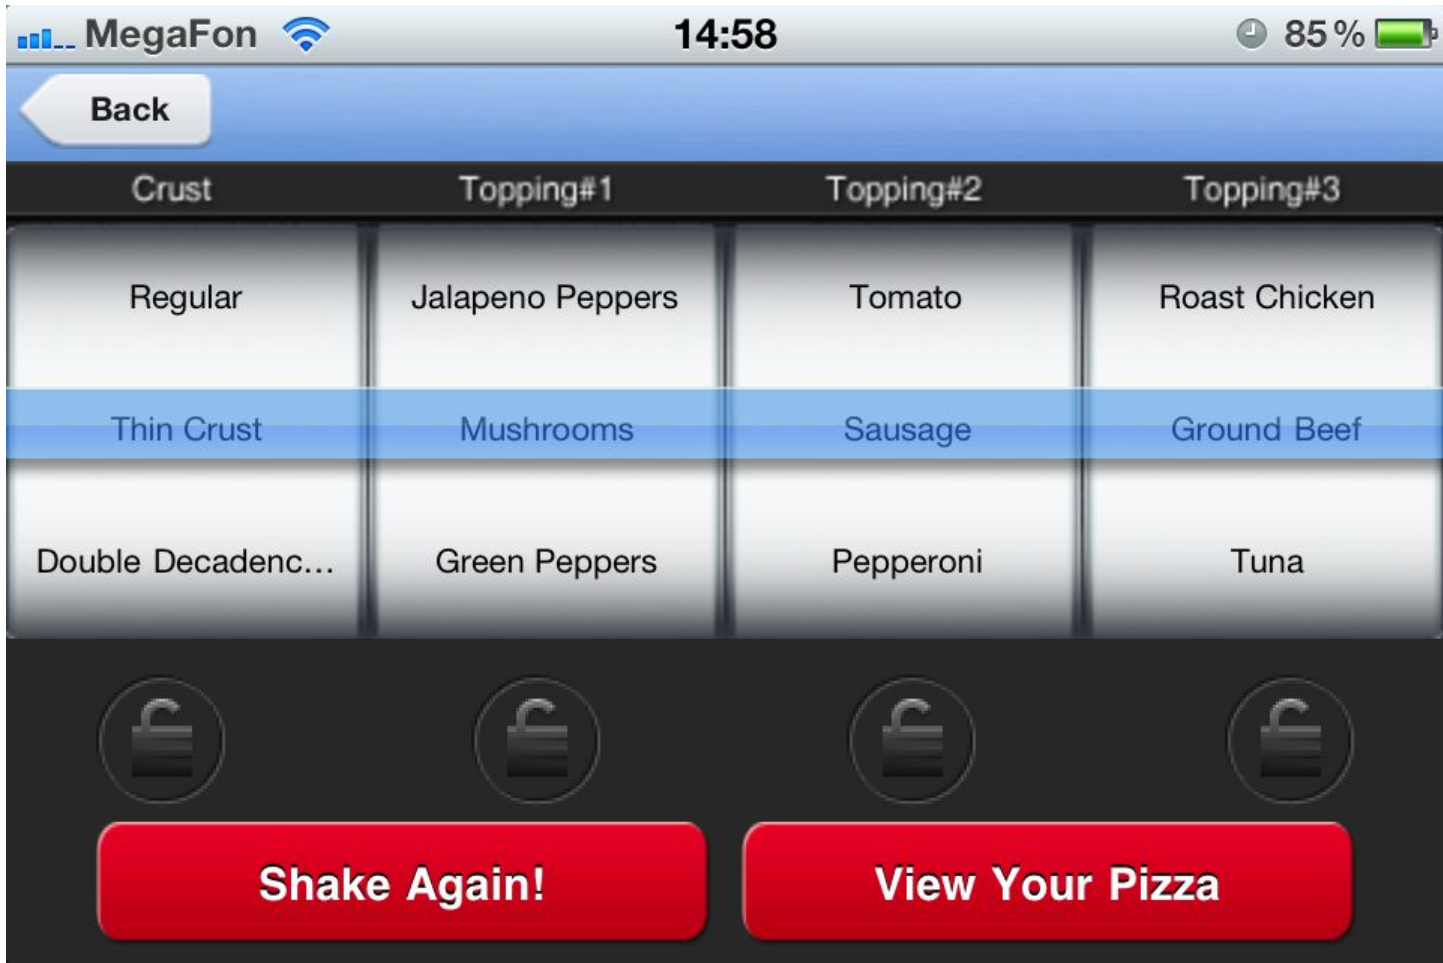 MegaFon 14:58 85%
Back
Crust Topping#1 Topping#2 Topping#3
Regular Jalapeno Peppers Tomato Roast Chicken
Thin Crust Mushrooms Sausage Ground Beef
Double Decadenc... Green Peppers Pepperoni Tuna
Shake Again! View Your Pizza